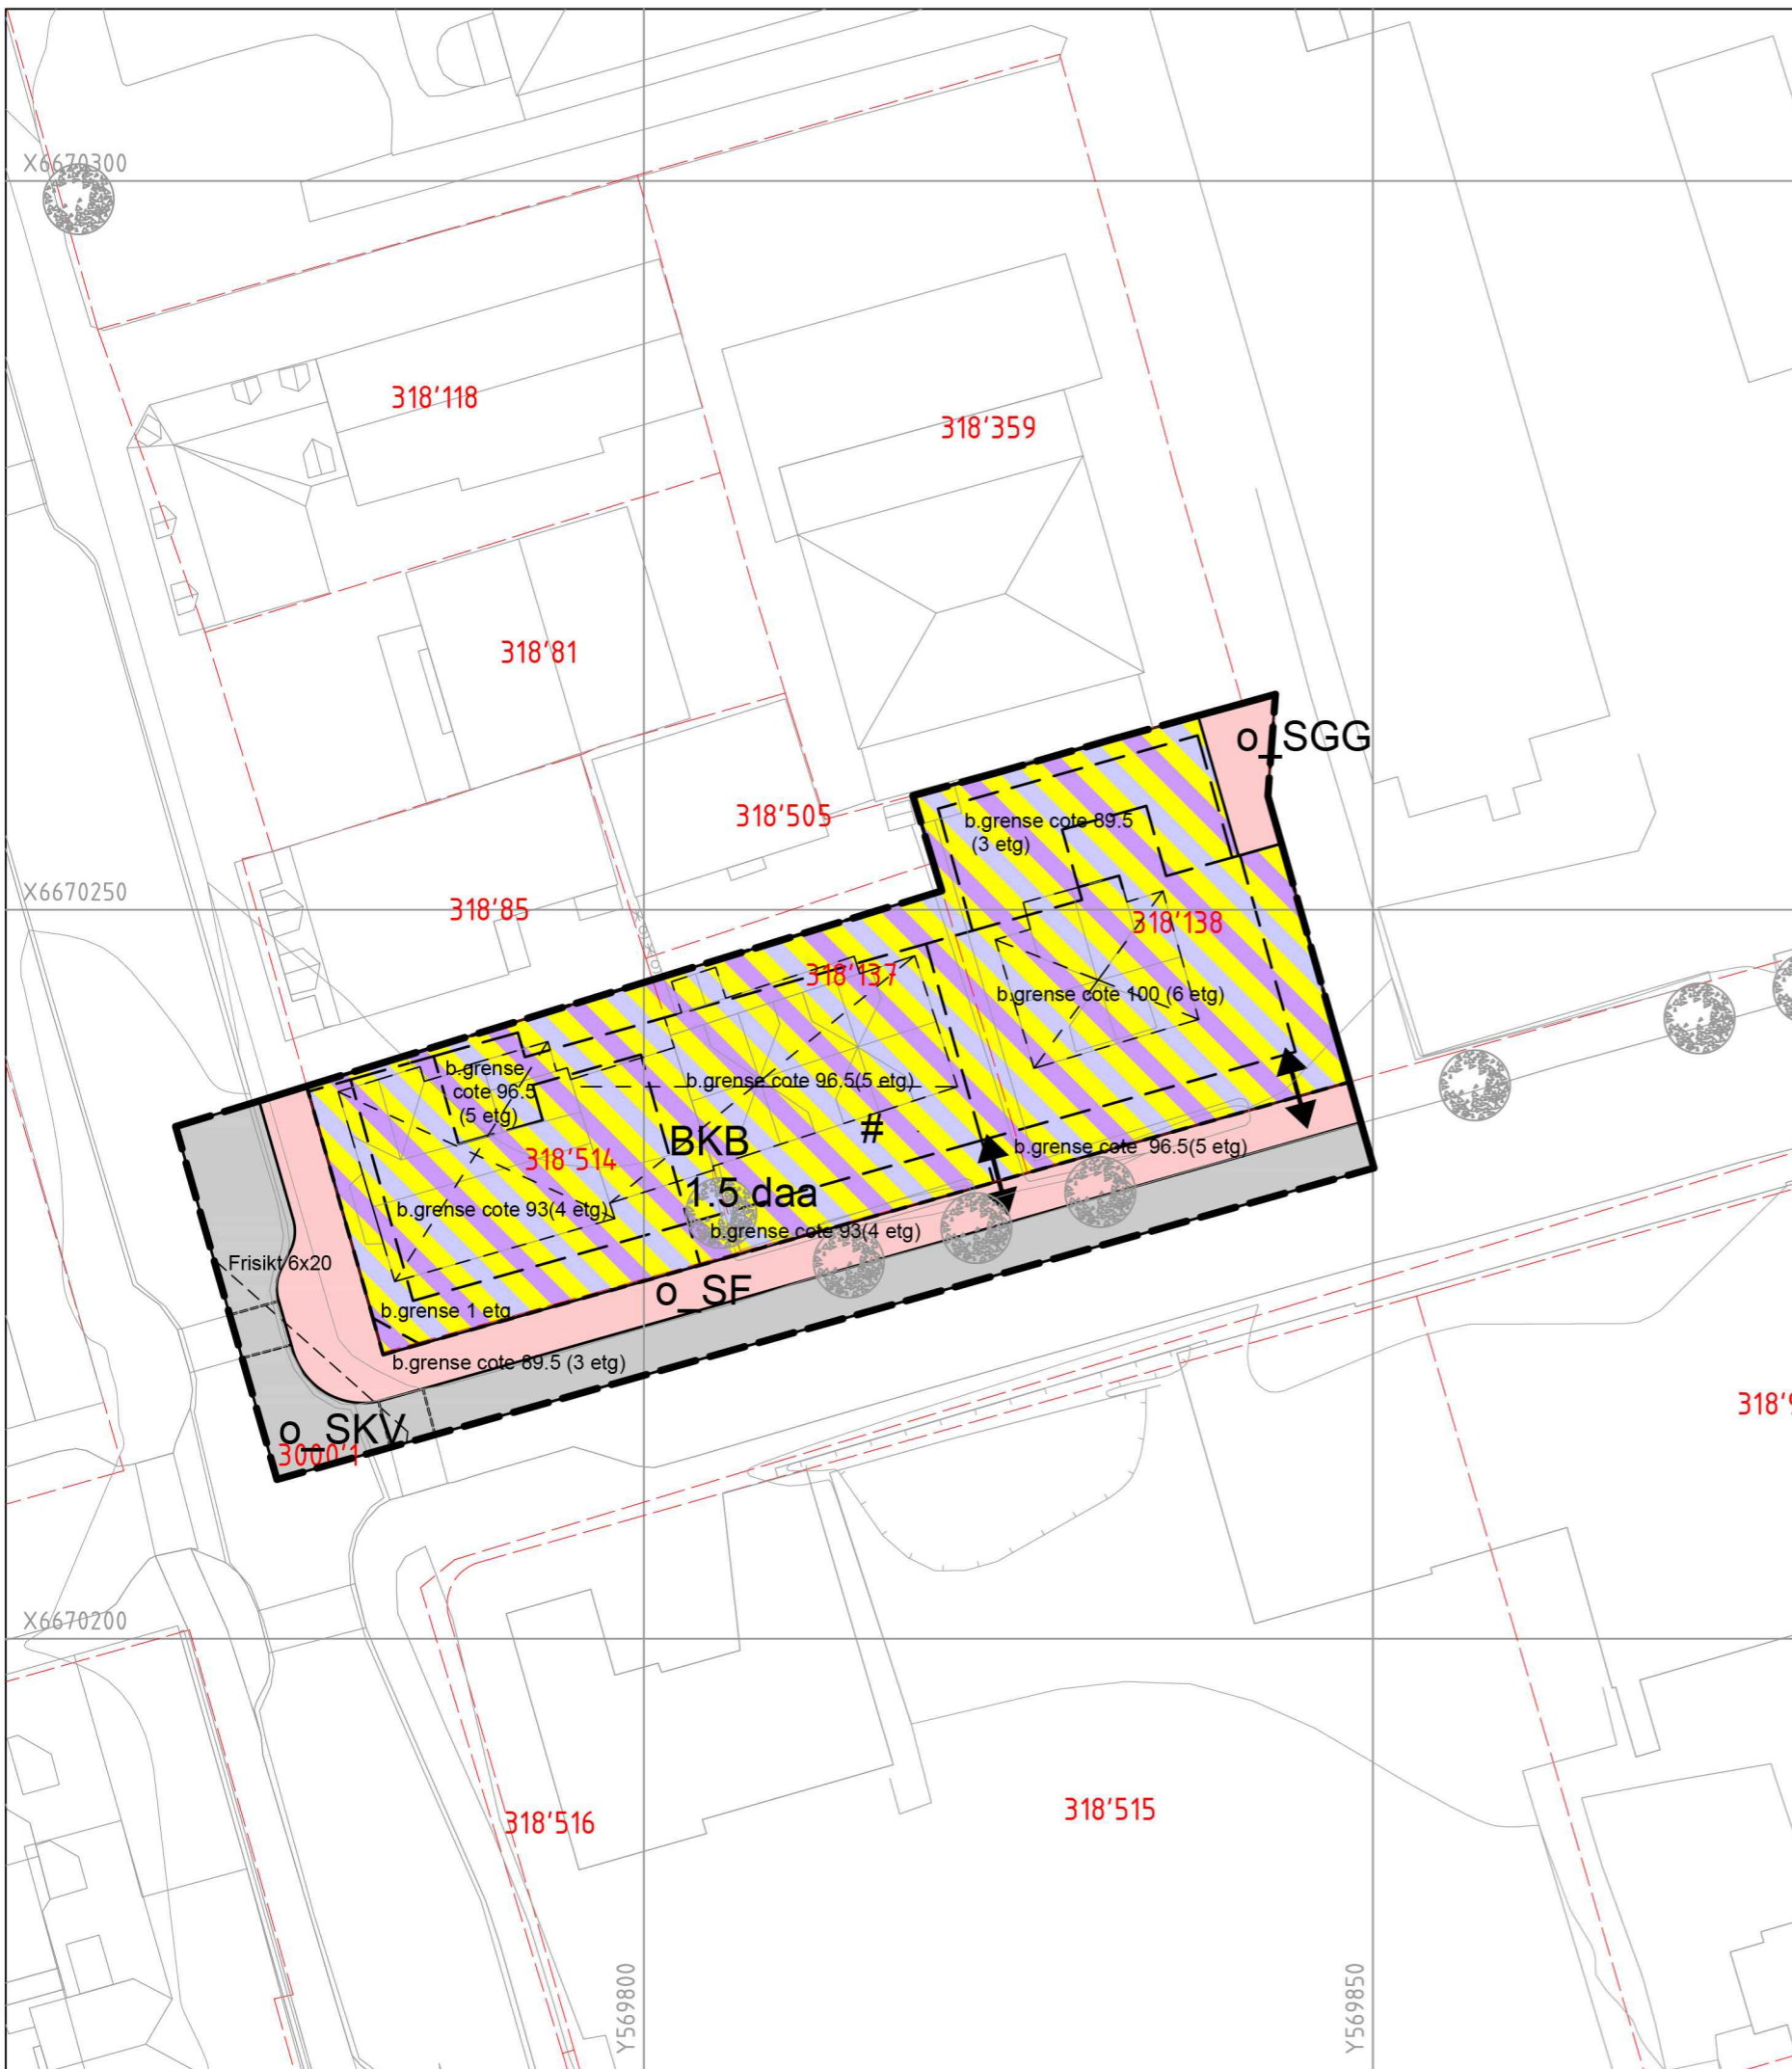 X6670300
318'118
318'359
318'81
o_SGG
318'505
b.grense cote 89.5
(3 etg)
X6670250
318'85
318'138
318'137
b.grense cote 100 (6 etg)
b.grense
cote 96.5
(5 etg)
b.grense cote 96.5(5 etg)
#
BKB
b.grense cote 96.5(5 etg)
318'514
1.5 daa
b.grense cote 93(4 etg)
b.grense cote 93(4 etg)
Frisikt 6x20
o_SF
b.grense 1 etg
b.grense cote 89.5 (3 etg)
318'9
o_SKV
3000'1
X6670200
318'515
318'516
Y569800
Y569850